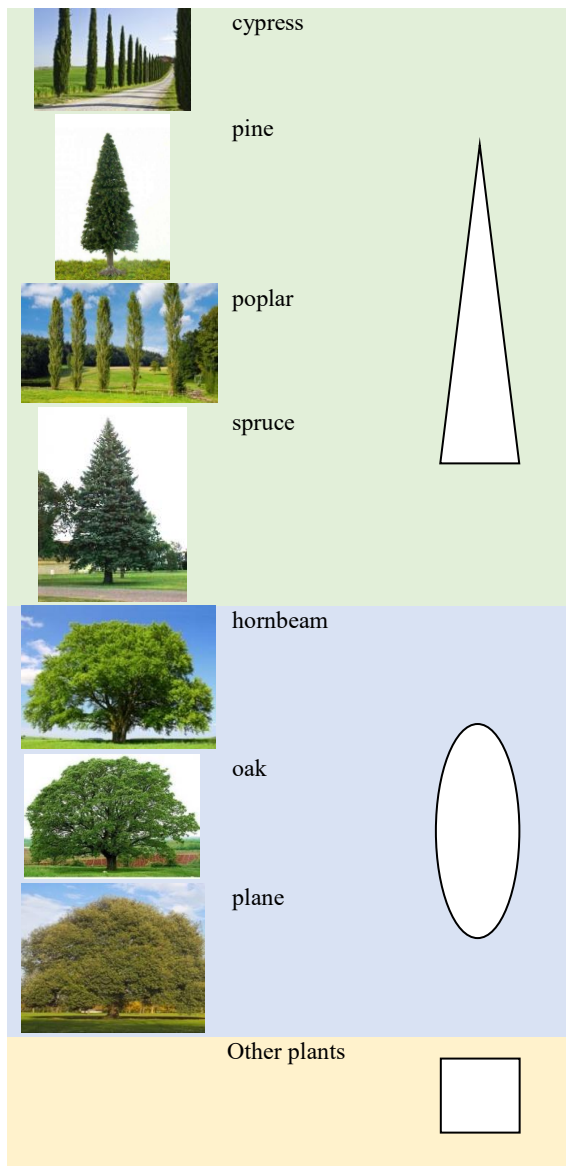 cypress
pine
poplar
spruce
hornbeam
oak
plane
Other plants